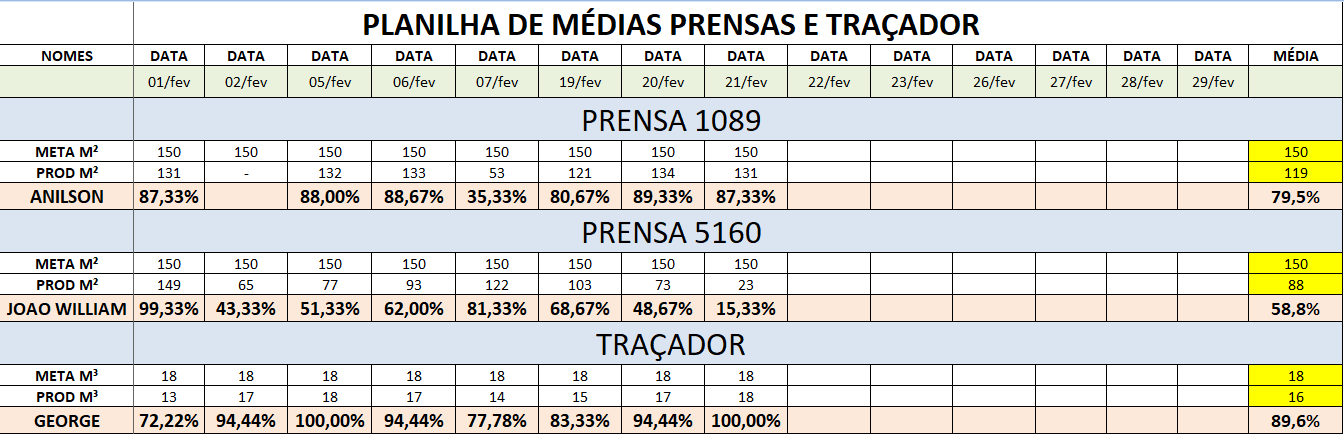 PLANILHA DE MÉDIAS PRENSAS E TRAÇADOR
NOMES DATA DATA DATA DATA DATA DATA DATA DATA DATA DATA DATA DATA DATA DATA MÉDIA
01/fev 02/fev 05/fev 06/fev 07/fev 19/fev 20/fev 21/fev 22/fev 23/fev 26/fev 27/fev 28/fev 29/fev
PRENSA 1089
META M² 150 150 150 150 150 150 150 150 150
PROD M² 131 - 132 133 53 121 134 131 119
ANILSON 87,33% 88,00% 88,67% 35,33% 80,67% 89,33% 87,33% 79,5%
PRENSA 5160
META M² 150 150 150 150 150 150 150 150 150
PROD M² 149 65 77 93 122 103 73 23 88
JOAO WILLIAM 99,33% 43,33% 51,33% 62,00% 81,33% 68,67% 48,67% 15,33% 58,8%
TRAÇADOR
META M³ 18 18 18 18 18 18 18 18 18
PROD M³ 13 17 18 17 14 15 17 18 16
GEORGE 72,22% 94,44% 100,00% 94,44% 77,78% 83,33% 94,44% 100,00% 89,6%